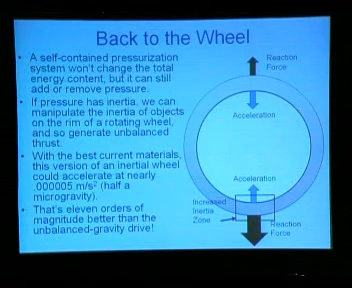 Back to the Wheel
• A self-contained pressurization
system won't change the total
energy content, but it can still
add or remove pressure.
• If pressure has inertia, we can
manipulate the inertia of objects
on the rim of a rotating wheel,
and so generate unbalanced
thrust.
• With the best current materials,
this version of an inertial wheel
could accelerate at nearly
.000005 m/s² (half a
microgravity).
• That's eleven orders of
magnitude better than the
unbalanced-gravity drive!
Reaction
Force
Acceleration
Acceleration
Increased
Inertia
Zone
Reaction
Force